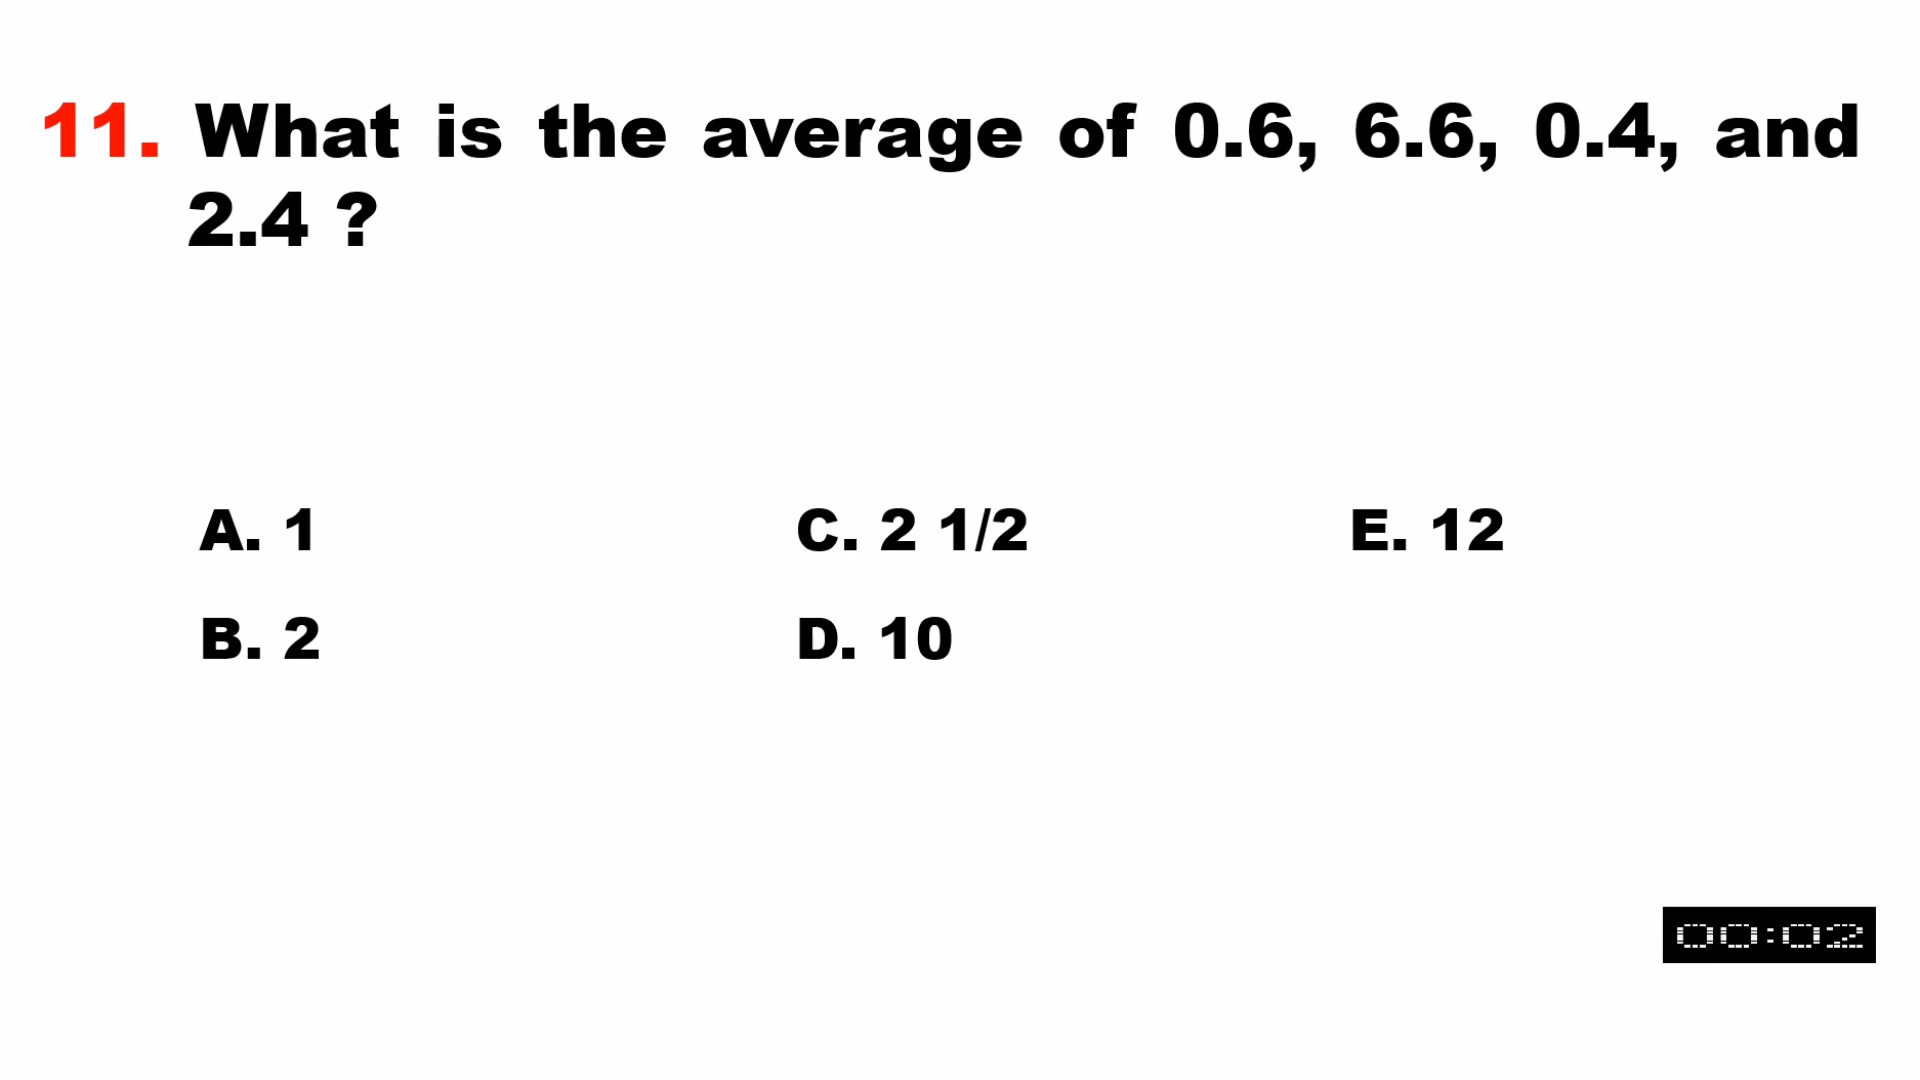 11. What is the average of 0.6, 6.6, 0.4, and
2.4 ?
A. 1
C. 2 1/2
E. 12
B. 2
D. 10
00:02